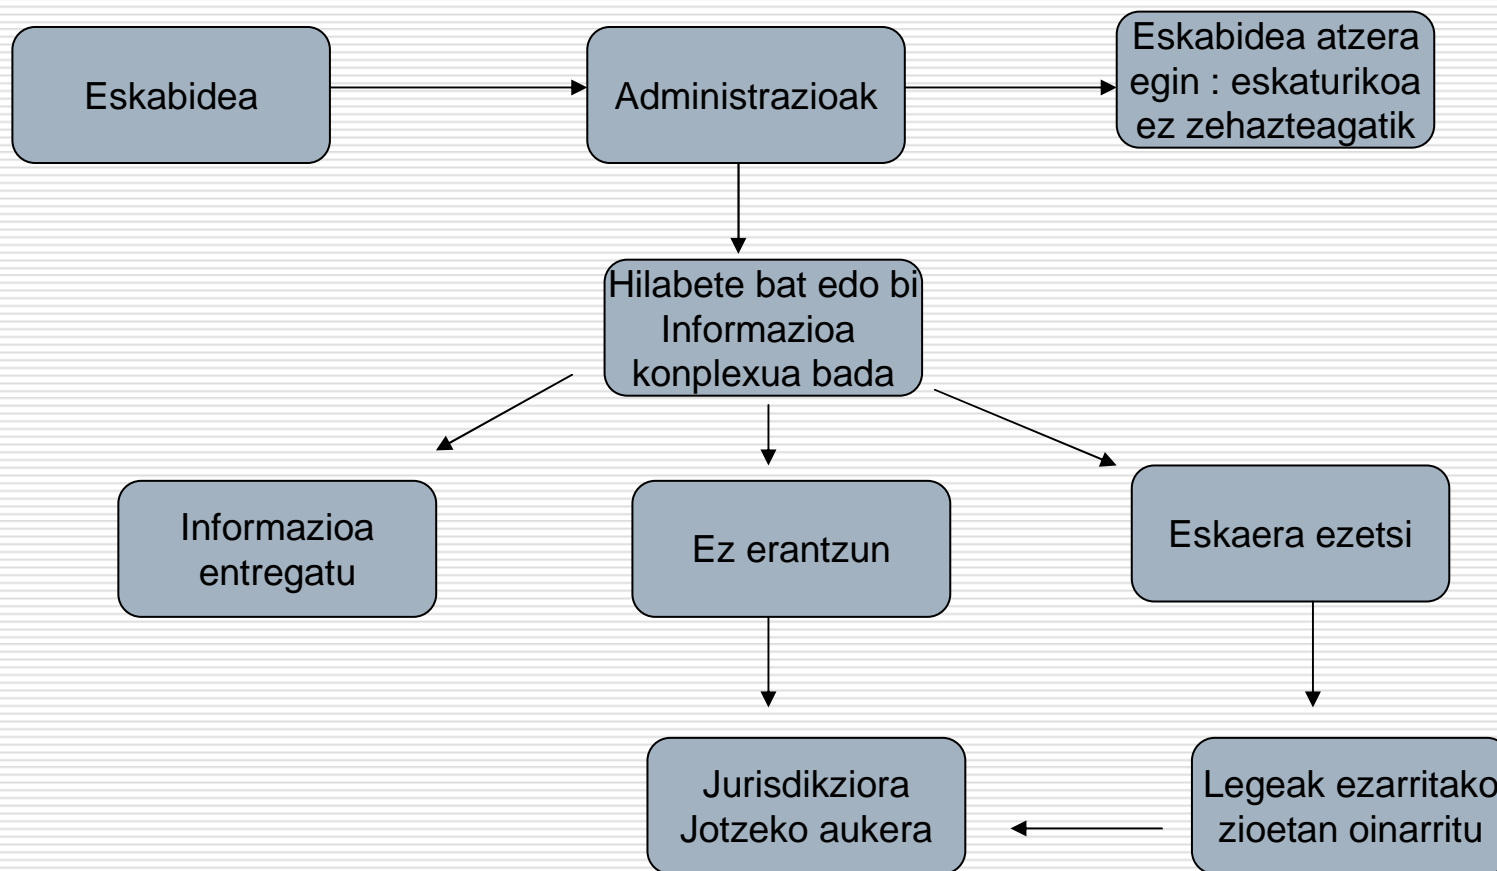 Eskabidea
Administrazioak
Eskabidea atzera
egin : eskaturikoa
ez zehazteagatik
Hilabete bat edo bi
Informazioa
konplexua bada
Informazioa
entregatu
Ez erantzun
Eskaera ezetsi
Jurisdikziora
Jotzeko aukera
Legeak ezarritako
zioetan oinarritu